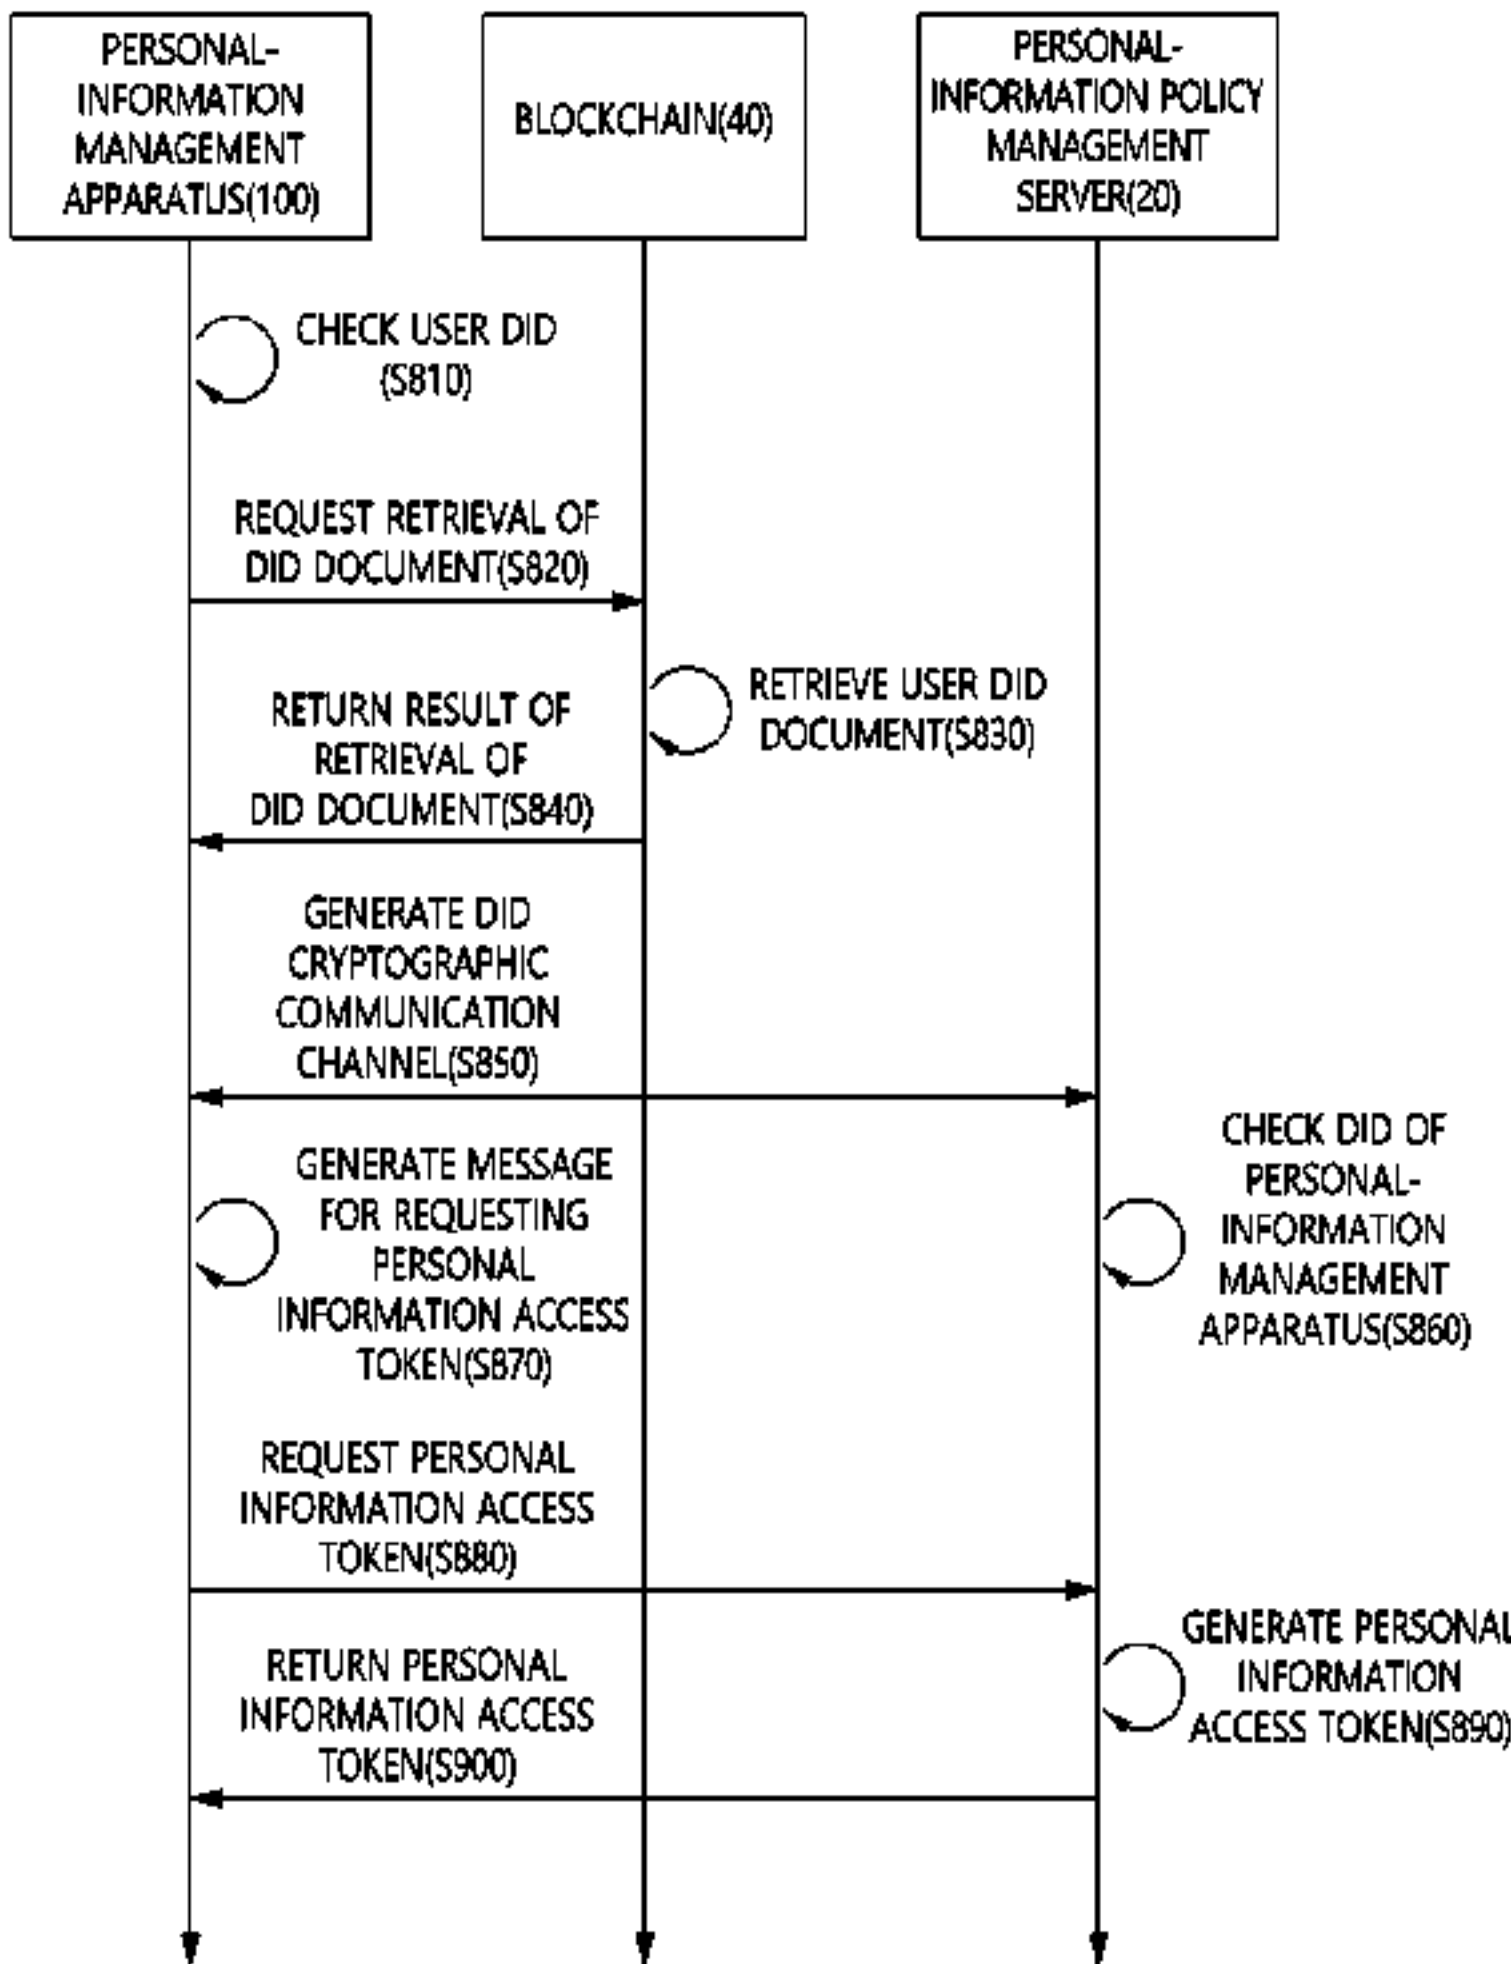 PERSONAL-
INFORMATION
MANAGEMENT
APPARATUS(100)
BLOCKCHAIN(40)
PERSONAL-
INFORMATION POLICY
MANAGEMENT
SERVER(20)
CHECK USER DID
(S810)
REQUEST RETRIEVAL OF
DID DOCUMENT(S820)
RETRIEVE USER DID
DOCUMENT(S830)
RETURN RESULT OF
RETRIEVAL OF
DID DOCUMENT(S840)
GENERATE DID
CRYPTOGRAPHIC
COMMUNICATION
CHANNEL(S850)
CHECK DID OF
PERSONAL-
INFORMATION
MANAGEMENT
APPARATUS(S860)
GENERATE MESSAGE
FOR REQUESTING
PERSONAL
INFORMATION ACCESS
TOKEN(S870)
REQUEST PERSONAL
INFORMATION ACCESS
TOKEN(S880)
GENERATE PERSONAL
INFORMATION
ACCESS TOKEN(S890)
RETURN PERSONAL
INFORMATION ACCESS
TOKEN(S900)